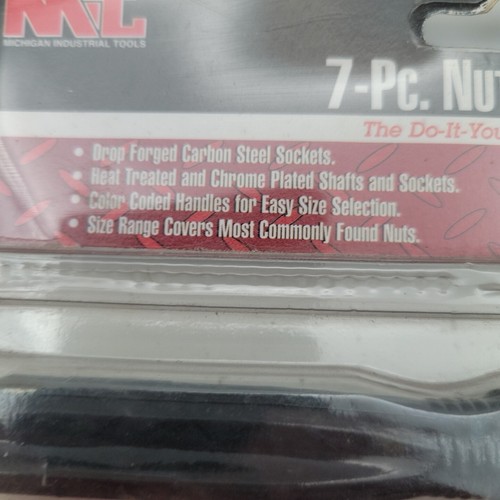 MIT
MICHIGAN INDUSTRIAL TOOLS
7-Pc. Nu
The Do-It-You
• Drop Forged Carbon Steel Sockets.
• Heat Treated and Chrome Plated Shafts and Sockets.
• Color Coded Handles for Easy Size Selection.
• Size Range Covers Most Commonly Found Nuts.